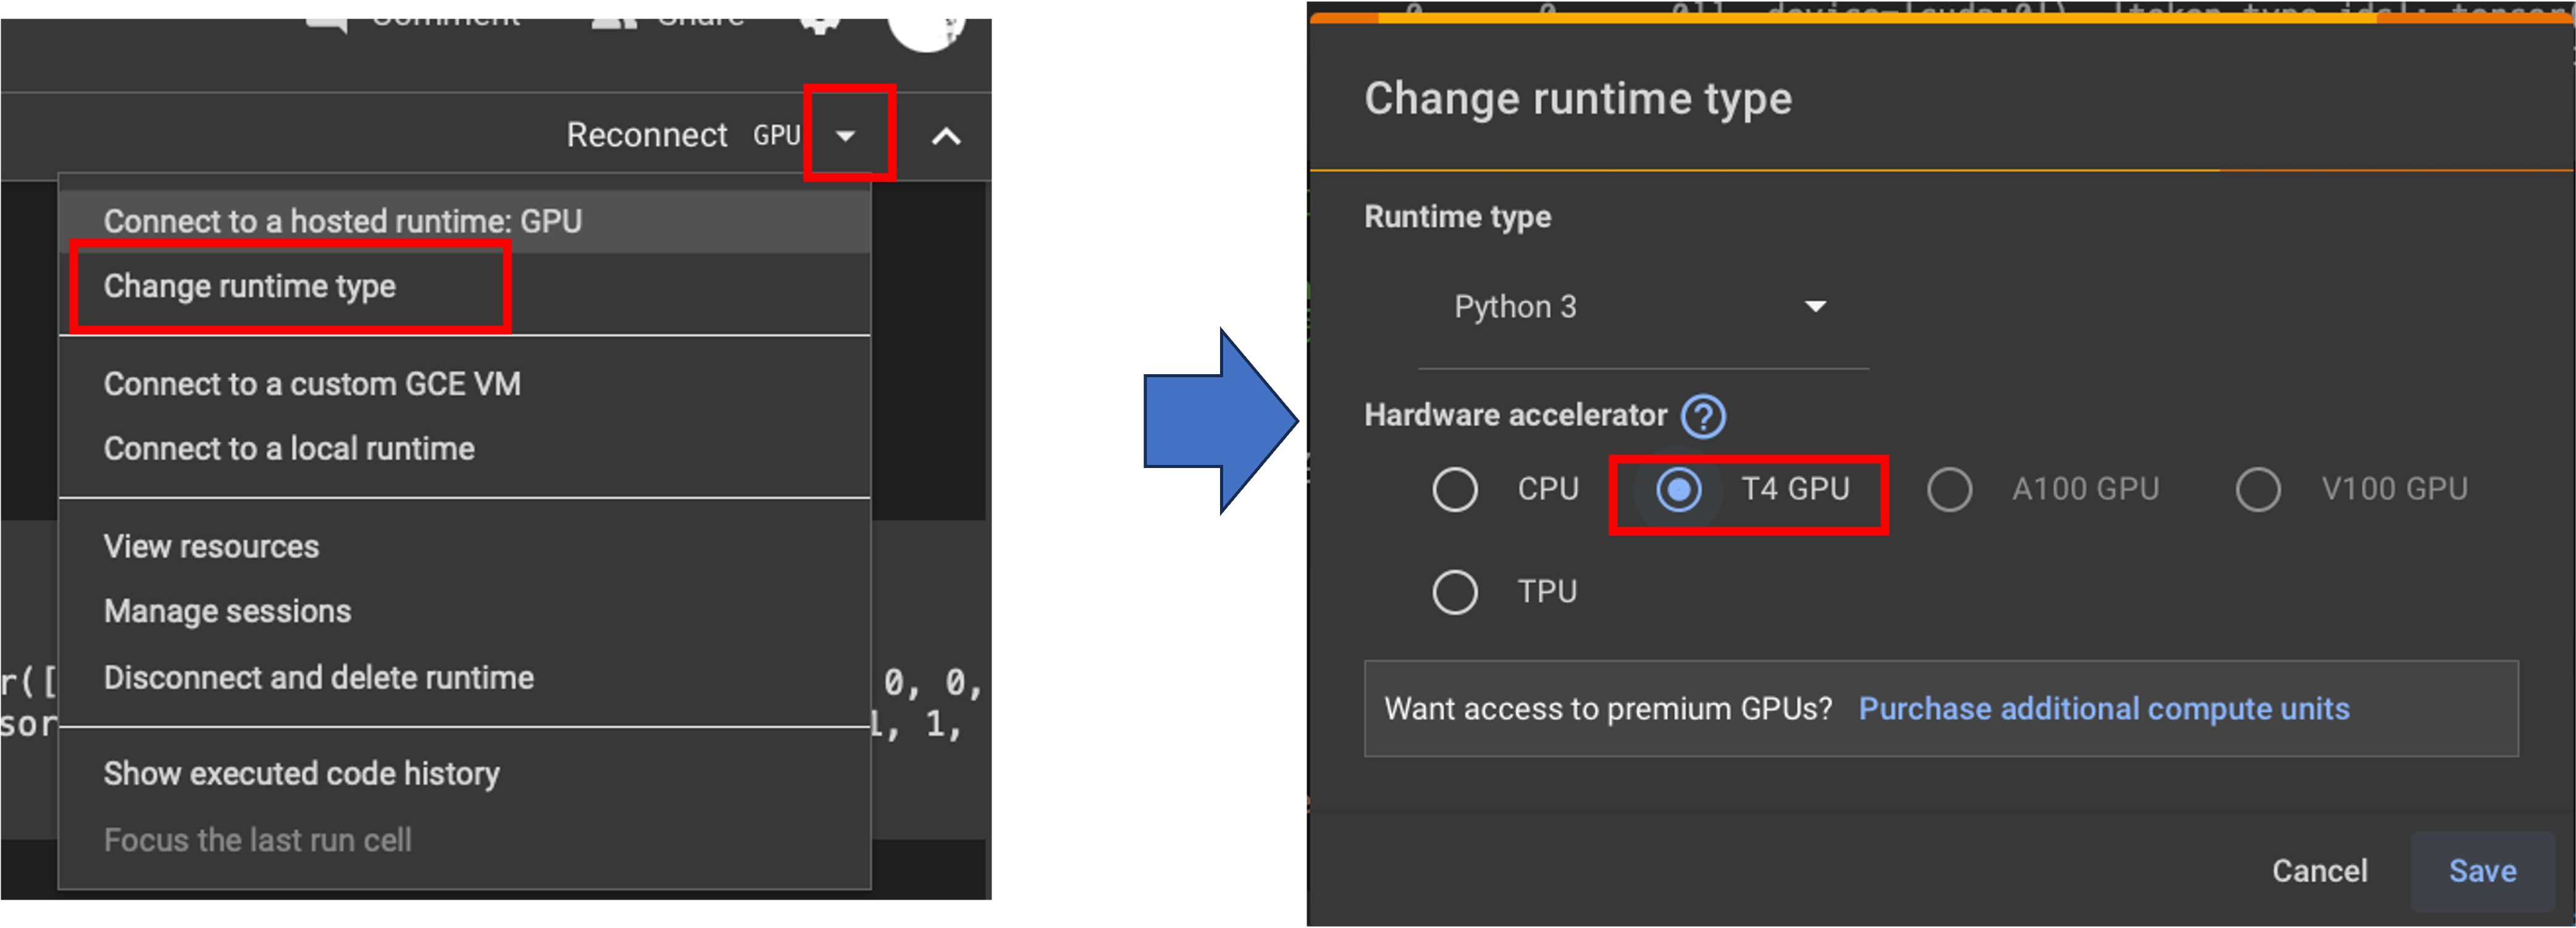 Comment Share
Reconnect GPU
Connect to a hosted runtime: GPU
Change runtime type
Connect to a custom GCE VM
Connect to a local runtime
View resources
Manage sessions
Disconnect and delete runtime
r([ 0, 0,
sor 1, 1,
Show executed code history
Focus the last run cell
Change runtime type
Runtime type
Python 3
Hardware accelerator ?
CPU T4 GPU A100 GPU V100 GPU
TPU
Want access to premium GPUs? Purchase additional compute units
Cancel Save